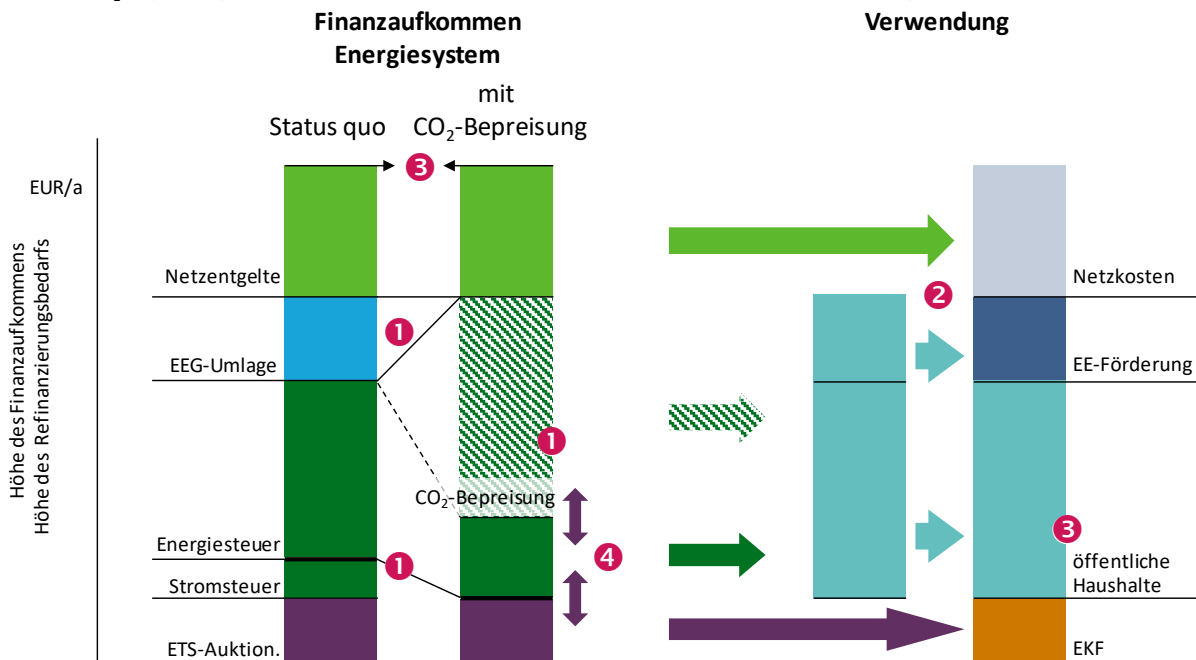 Finanzaufkommen
Energiesystem
Verwendung
Status quo
mit
CO₂-Bepreisung
3
EUR/a
Höhe des Finanzaufkommens
Höhe des Refinanzierungsbedarfs
Netzentgelte
Netzkosten
2
1
EEG-Umlage
EE-Förderung
1
CO₂-Bepreisung
Energiesteuer
1
4
3
Stromsteuer
öffentliche
Haushalte
ETS-Auktion.
EKF